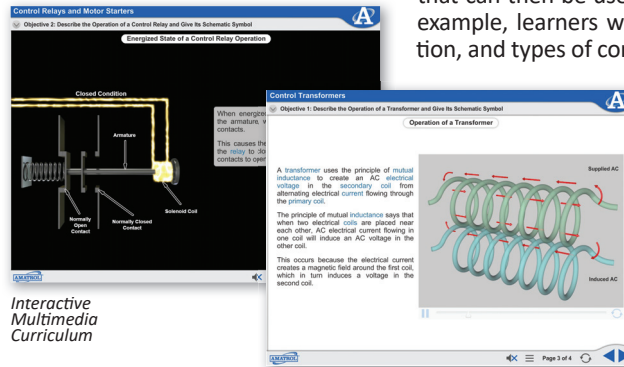 that can then be use
example, learners w
tion, and types of con
Control Relays and Motor Starters
Objective 2: Describe the Operation of a Control Relay and Give Its Schematic Symbol
A
Energized State of a Control Relay Operation
Closed Condition
Armature
When energize
the armature, w
contacts.
This causes the
the relay to clo
contacts to open
Normally
Open
Contact
Normally Closed
Contact
Solenoid Coil
AMATROL
Interactive
Multimedia
Curriculum
Control Transformers
Objective 1: Describe the Operation of a Transformer and Give Its Schematic Symbol
A
Operation of a Transformer
A transformer uses the principle of mutual
inductance to create an AC electrical
voltage in the secondary coil from
alternating electrical current flowing through
the primary coil.
The principle of mutual inductance says that
when two electrical coils are placed near
each other, AC electrical current flowing in
one coil will induce an AC voltage in the
other coil.
This occurs because the electrical current
creates a magnetic field around the first coil,
which in turn induces a voltage in the
second coil.
Supplied AC
Induced AC
AMATROL
Page 3 of 4